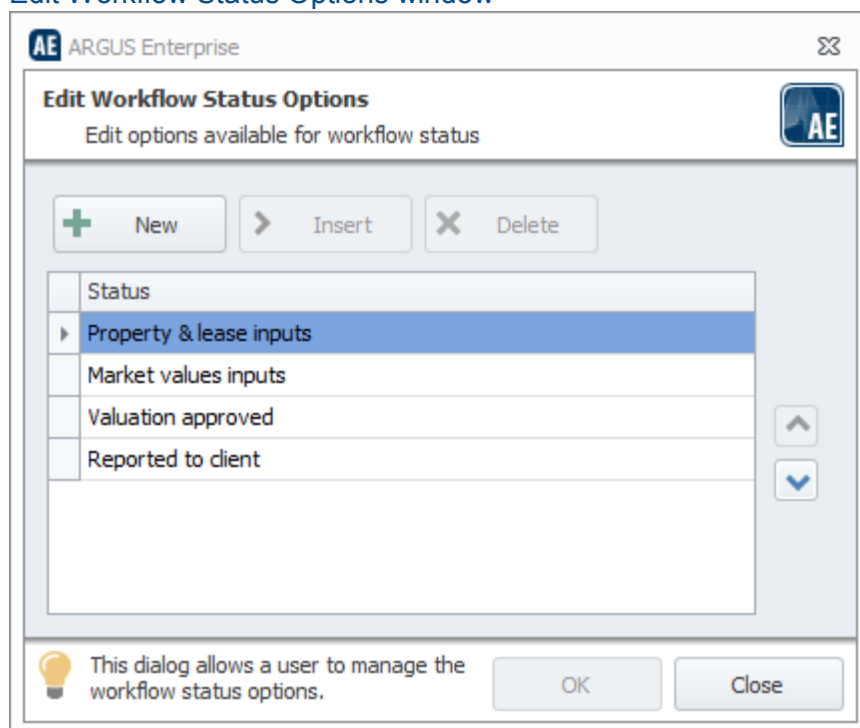 Edit Workflow Status Options window
AE ARGUS Enterprise
Edit Workflow Status Options
Edit options available for workflow status
AE
New
Insert
Delete
Status
Property & lease inputs
Market values inputs
Valuation approved
Reported to client
This dialog allows a user to manage the
workflow status options.
OK
Close